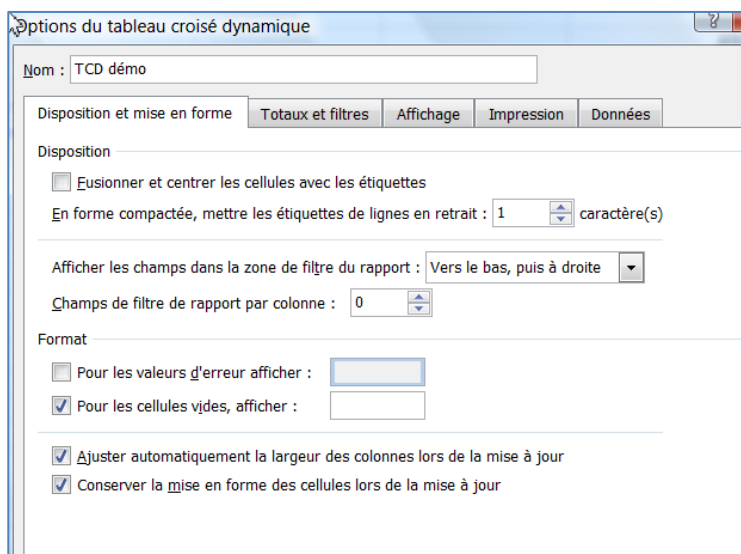 Options du tableau croisé dynamique
?
Nom : TCD démo
Disposition et mise en forme Totaux et filtres Affichage Impression Données
Disposition
Fusionner et centrer les cellules avec les étiquettes
En forme compactée, mettre les étiquettes de lignes en retrait : 1 caractère(s)
Afficher les champs dans la zone de filtre du rapport : Vers le bas, puis à droite
Champs de filtre de rapport par colonne : 0
Format
Pour les valeurs d'erreur afficher :
Pour les cellules vides, afficher :
Ajuster automatiquement la largeur des colonnes lors de la mise à jour
Conserver la mise en forme des cellules lors de la mise à jour